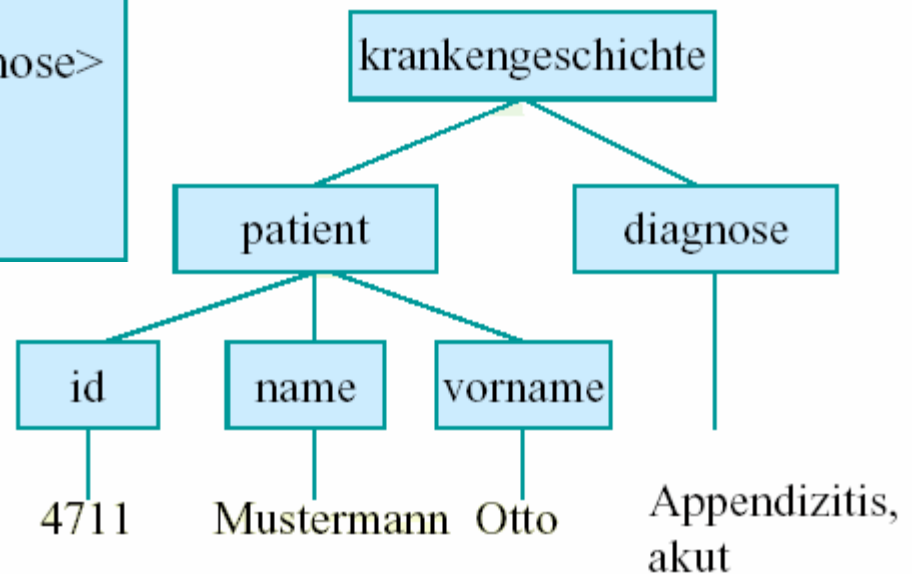 nose>
krankengeschichte
patient
diagnose
id
name
vorname
4711
Mustermann
Otto
Appendizitis,
akut